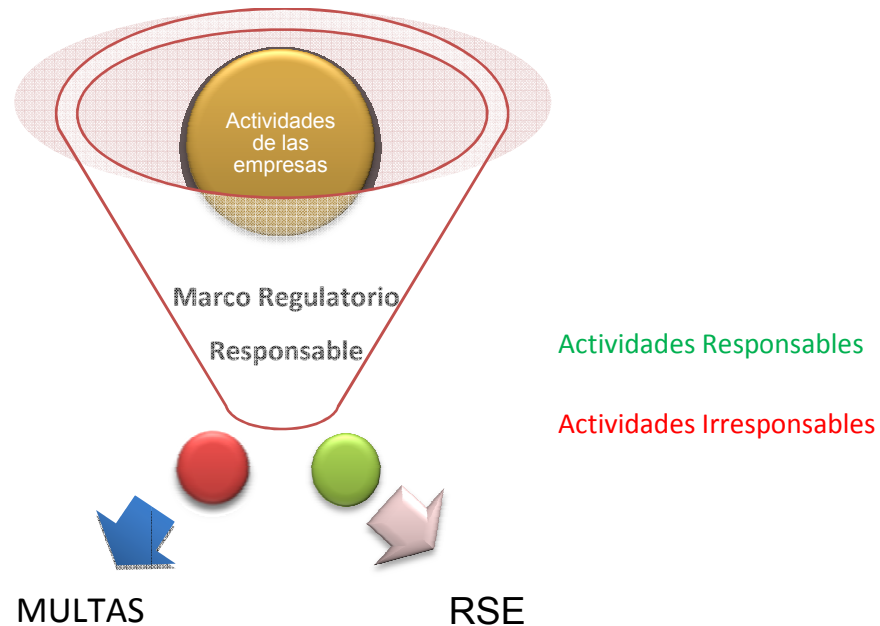 Actividades
de las
empresas
Marco Regulatorio
Responsable
Actividades Responsables
Actividades Irresponsables
MULTAS
RSE